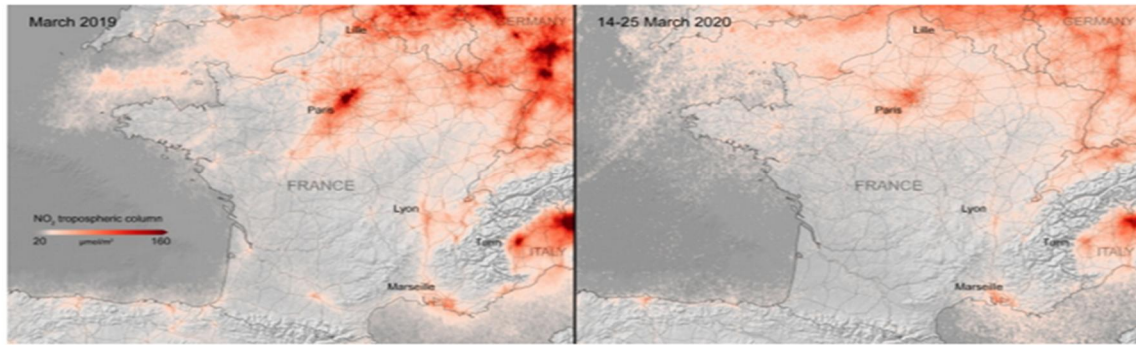 March 2019
GERMANY
Lille
Paris
FRANCE
Lyon
NO₂ tropospheric column
20 µmol/m² 160
Turin
ITALY
Marseille
14-25 March 2020
GERMANY
Lille
Paris
FRANCE
Lyon
Turin
ITALY
Marseille